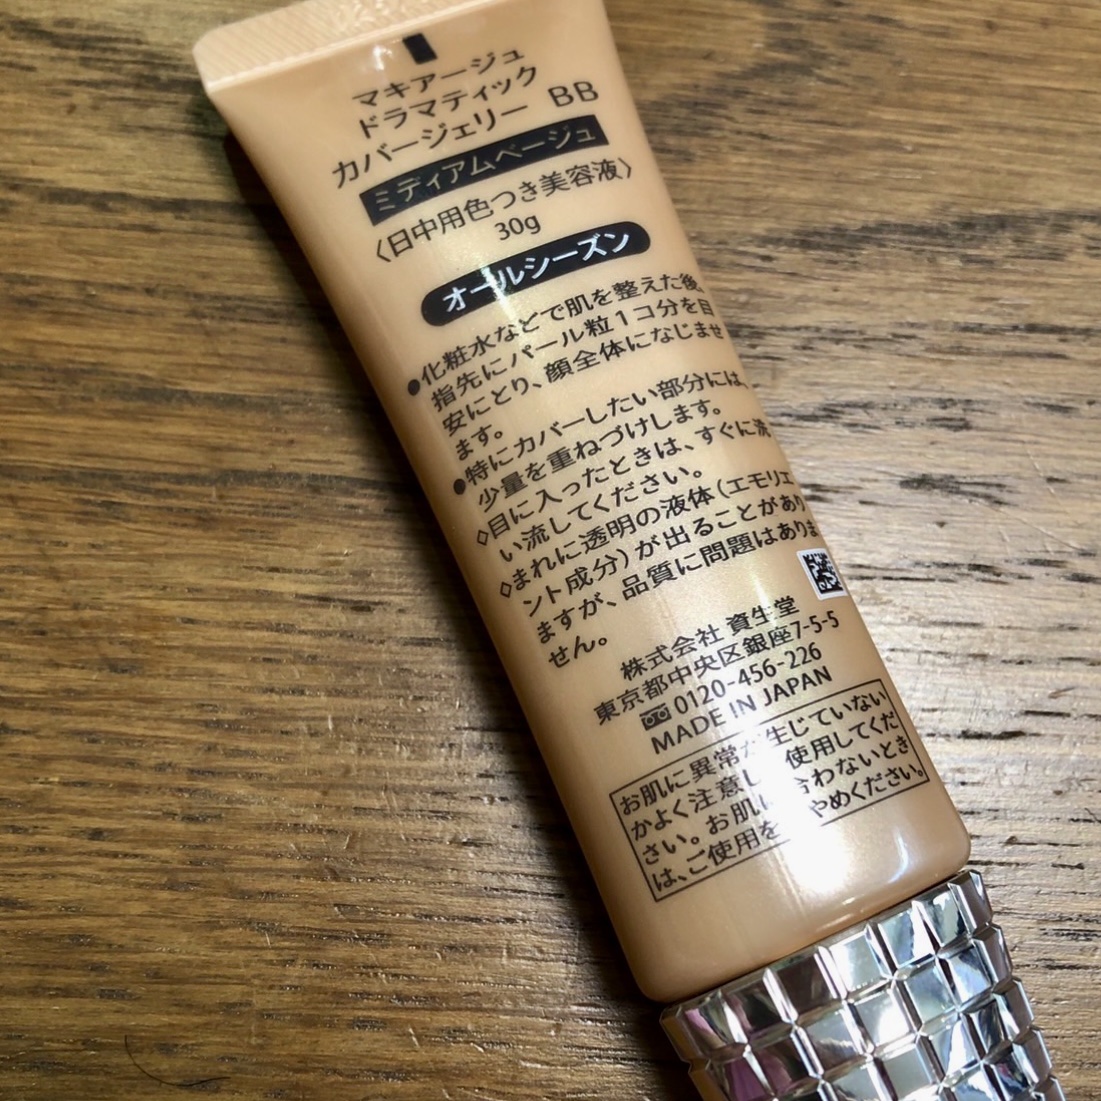 マキアージュ
ドラマティック
カバージェリー BB
ミディアムベージュ
〈日中用色つき美容液〉
30g
オールシーズン
●化粧水などで肌を整えた後、
指先にパール粒1コ分を目
安にとり、顔全体になじませ
ます。
●特にカバーしたい部分には、
少量を重ねづけします。
◇目に入ったときは、すぐに洗
い流してください。
◇まれに透明の液体(エモリエ
ント成分)が出ることがあり
ますが、品質に問題はありま
せん。
株式会社 資生堂
東京都中央区銀座7-5-5
0120-456-226
MADE IN JAPAN
お肌に異常が生じていない
かよく注意して使用してくだ
さい。お肌に合わないとき
は、ご使用をおやめください。